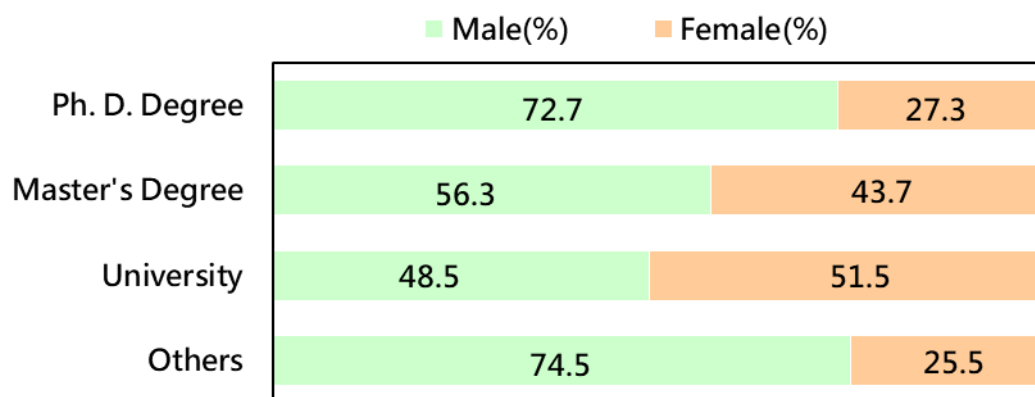 Male(%) Female(%)
Ph. D. Degree 72.7 27.3
Master's Degree 56.3 43.7
University 48.5 51.5
Others 74.5 25.5